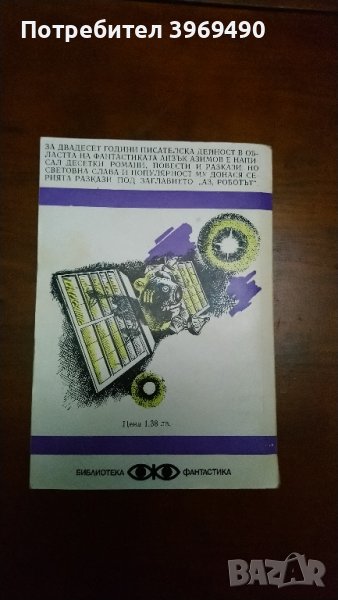 Потребител 3969490
ЗА ДВАДЕСЕТ ГОДИНИ ПИСАТЕЛСКА ДЕЙНОСТ В ОБ-
ЛАСТТА НА ФАНТАСТИКАТА АЙЗЪК АЗИМОВ Е НАПИ-
САЛ ДЕСЕТКИ РОМАНИ, ПОВЕСТИ И РАЗКАЗИ, НО
СВЕТОВНА СЛАВА И ПОПУЛЯРНОСТ МУ ДОНАСЯ СЕ-
РИЯТА РАЗКАЗИ ПОД ЗАГЛАВИЕТО „АЗ, РОБОТЪТ“
Цена 1,38 лв.
БИБЛИОТЕКА ФАНТАСТИКА
BAZAR